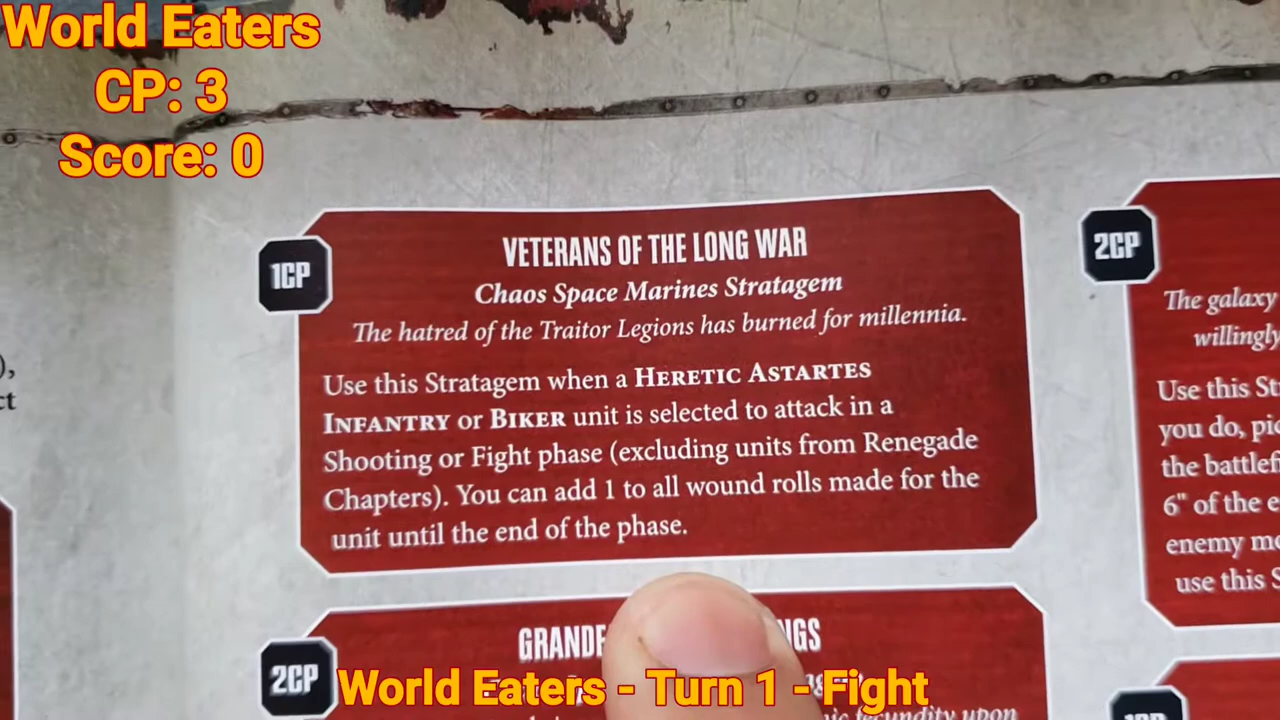 World Eaters
CP: 3
Score: 0
1CP
VETERANS OF THE LONG WAR
Chaos Space Marines Stratagem
The hatred of the Traitor Legions has burned for millennia.
Use this Stratagem when a HERETIC ASTARTES
INFANTRY or BIKER unit is selected to attack in a
Shooting or Fight phase (excluding units from Renegade
Chapters). You can add 1 to all wound rolls made for the
unit until the end of the phase.
2CP
The galaxy
willingly
Use this
you do,
the
6" of the
enemy
use this
2CP
World Eaters - Turn 1 - Fight
fecundity upon